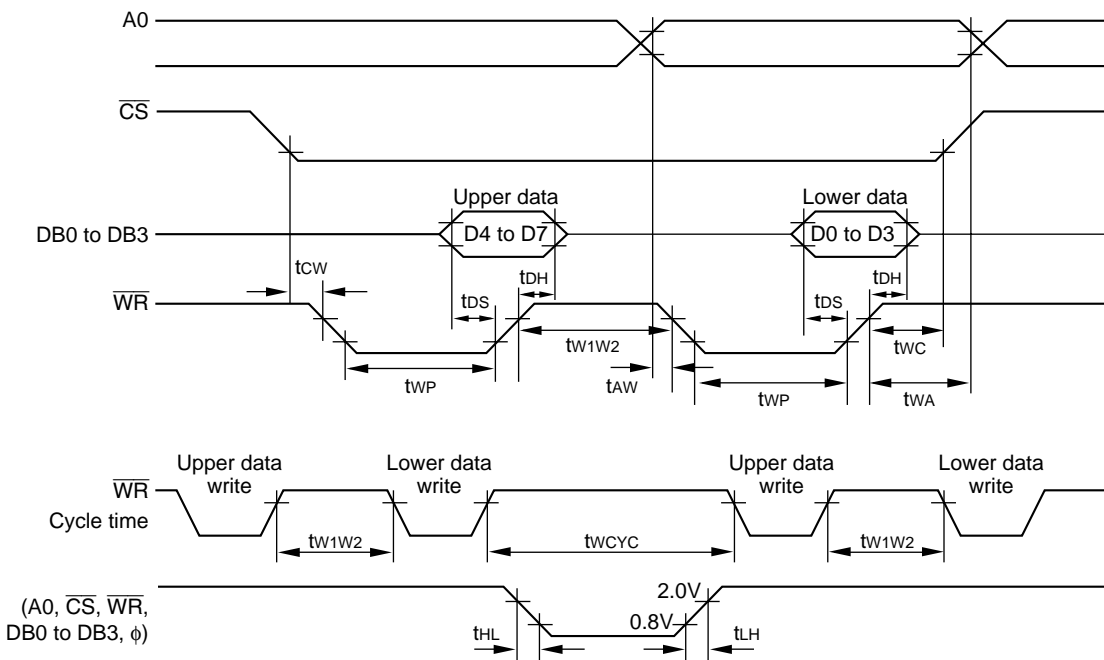 A0
CS
Upper data
Lower data
DB0 to DB3
D4 to D7
D0 to D3
tCW
tDH
tDH
WR
tDS
tDS
tW1W2
tWC
tWP
tAW
tWP
tWA
Upper data
write
Lower data
write
Upper data
write
Lower data
write
WR
Cycle time
tW1W2
tWCYC
tW1W2
(A0, CS, WR,
DB0 to DB3, ϕ)
2.0V
0.8V
tHL
tLH